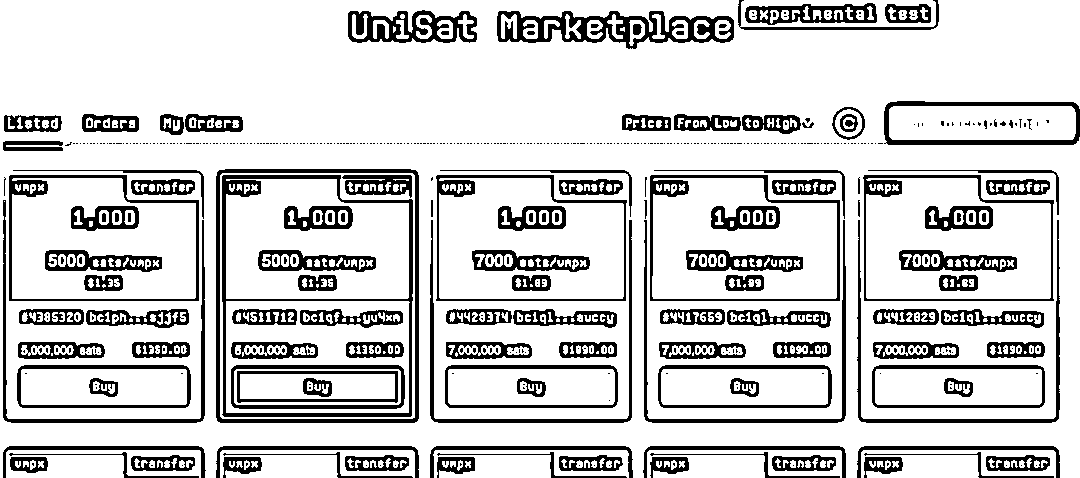 UniSat Marketplace experimental test
Listed Orders My Orders Price: From Low to High
vmpx transfer vmpx transfer vmpx transfer vmpx transfer vmpx transfer
1,000 1,000 1,000 1,000 1,000
5000 sats/vmpx 5000 sats/vmpx 7000 sats/vmpx 7000 sats/vmpx 7000 sats/vmpx
$1.35 $1.35 $1.89 $1.89 $1.89
#4385320 bc1ph...sjjf5 #4511712 bc1qf...yu4xm #4428374 bc1ql...auccy #4417659 bc1ql...auccy #4412829 bc1ql...auccy
5,000,000 sats $1350.00 5,000,000 sats $1350.00 7,000,000 sats $1890.00 7,000,000 sats $1890.00 7,000,000 sats $1890.00
Buy Buy Buy Buy Buy
vmpx transfer vmpx transfer vmpx transfer vmpx transfer vmpx transfer